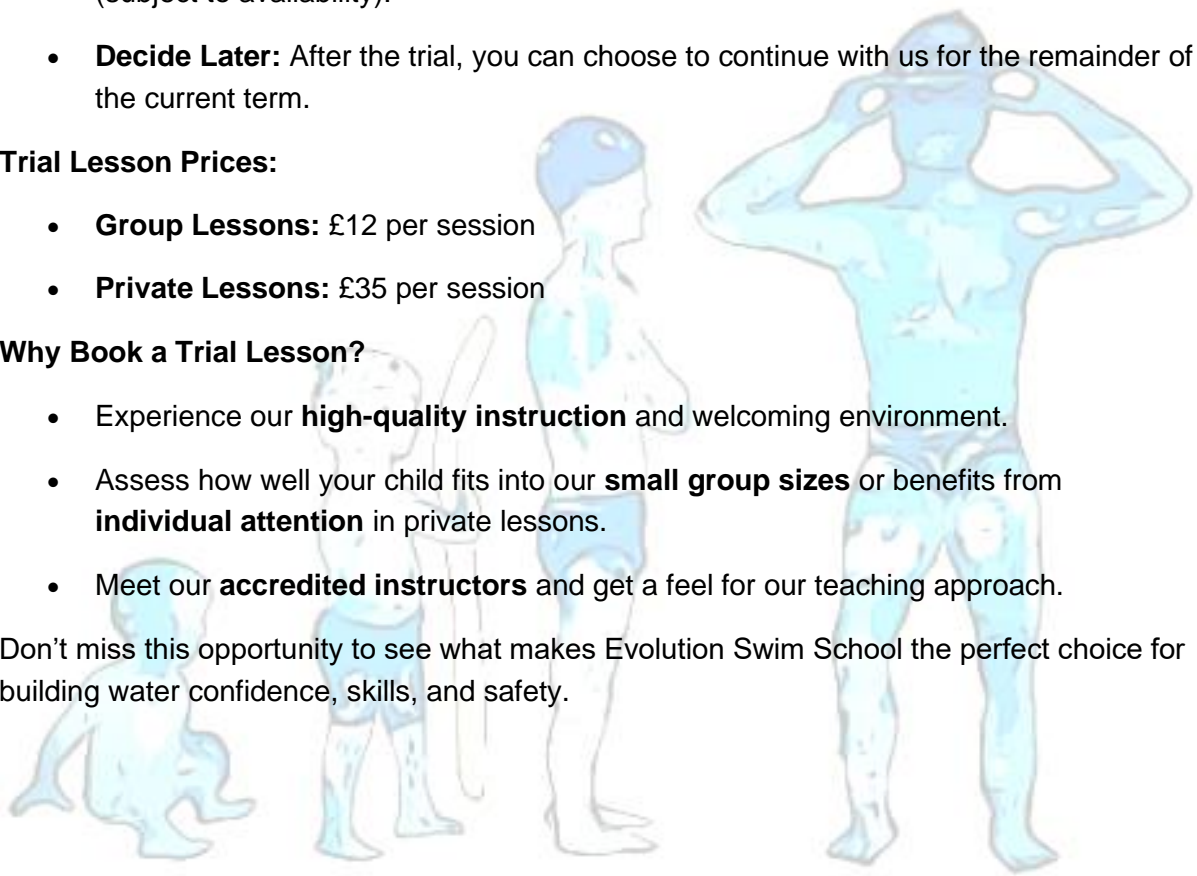 (subject to availability).
• Decide Later: After the trial, you can choose to continue with us for the remainder of
the current term.
Trial Lesson Prices:
• Group Lessons: £12 per session
• Private Lessons: £35 per session
Why Book a Trial Lesson?
• Experience our high-quality instruction and welcoming environment.
• Assess how well your child fits into our small group sizes or benefits from
individual attention in private lessons.
• Meet our accredited instructors and get a feel for our teaching approach.
Don’t miss this opportunity to see what makes Evolution Swim School the perfect choice for
building water confidence, skills, and safety.